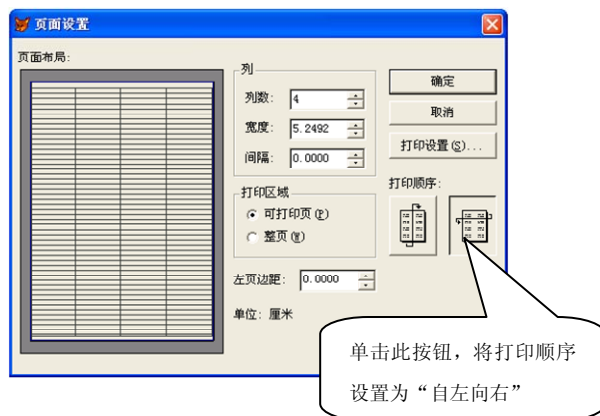 页面设置
页面布局:
列
列数: 4
宽度: 5.2492
间隔: 0.0000
打印区域
可打印页(P)
整页(W)
左页边距: 0.0000
单位: 厘米
确定
取消
打印设置(S)...
打印顺序:
单击此按钮，将打印顺序
设置为“自左向右”